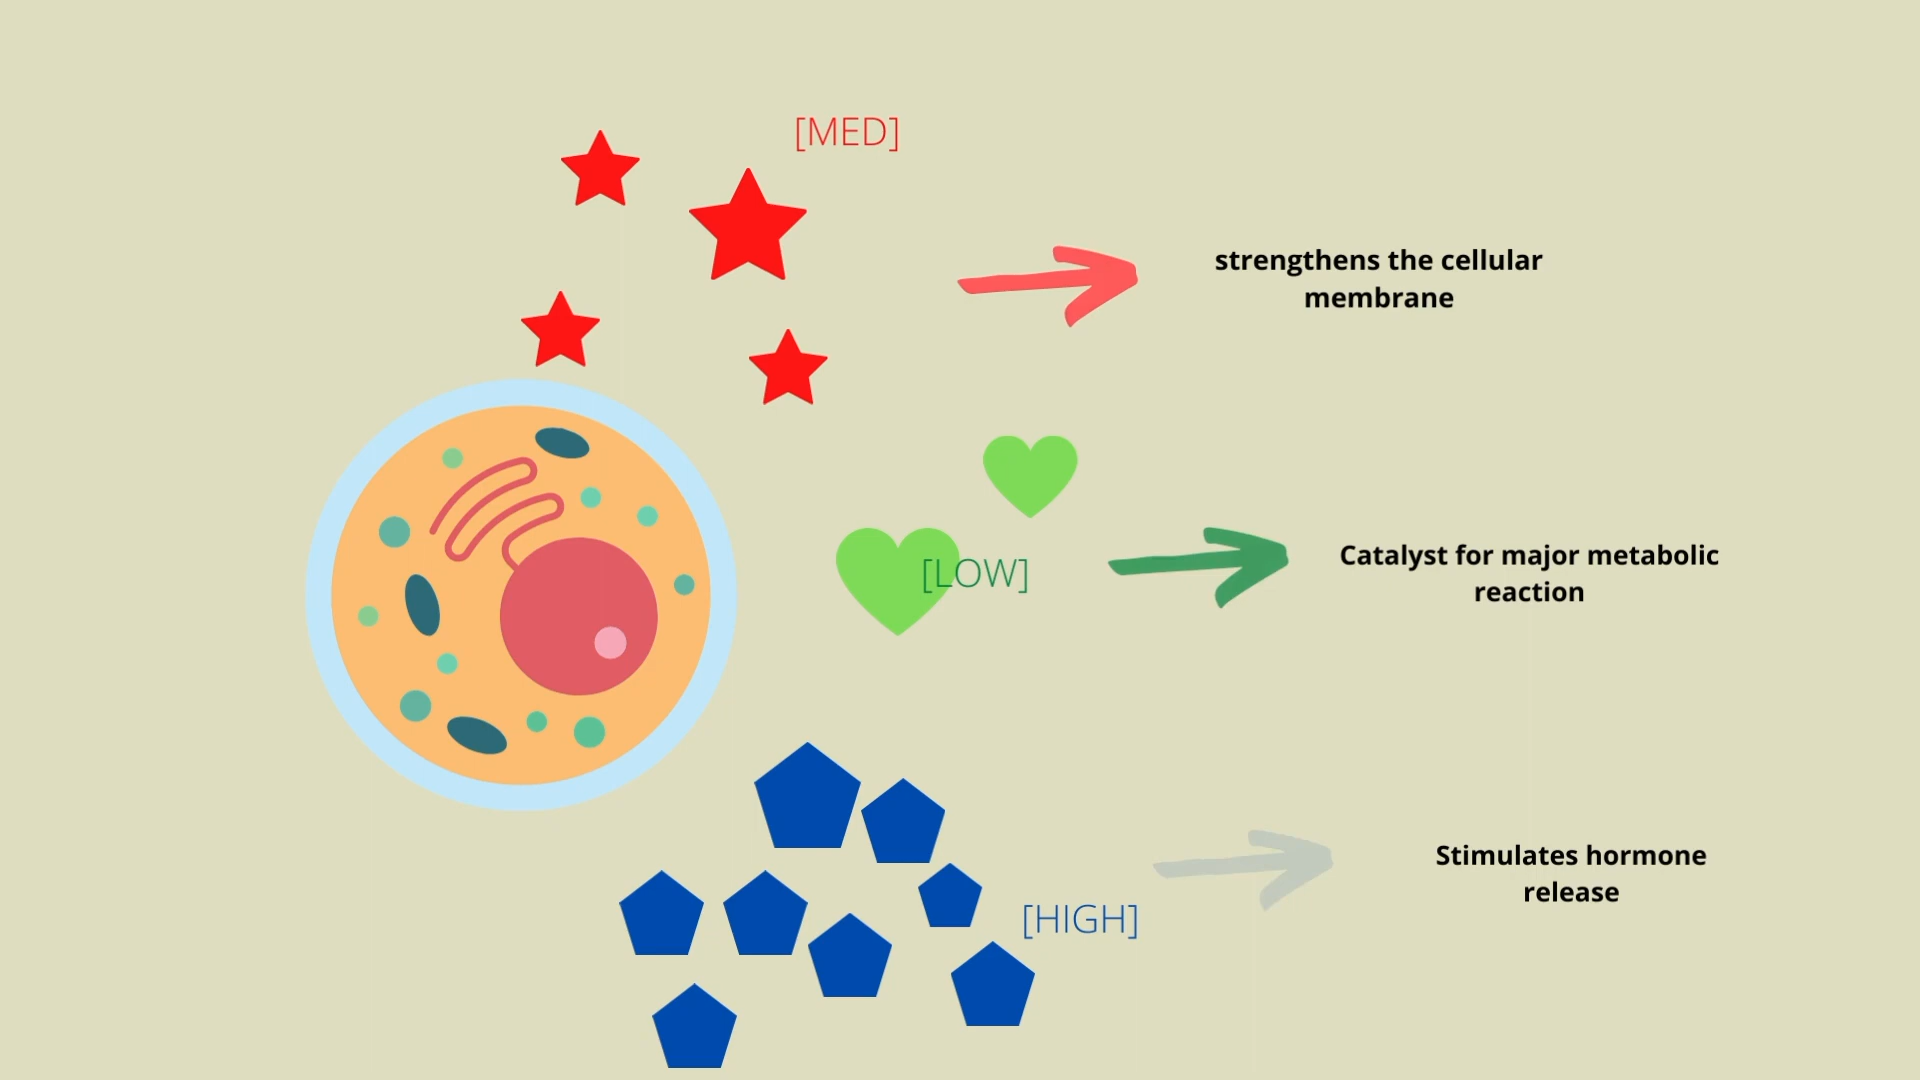 [MED]
strengthens the cellular
membrane
[LOW]
Catalyst for major metabolic
reaction
Stimulates hormone
release
[HIGH]